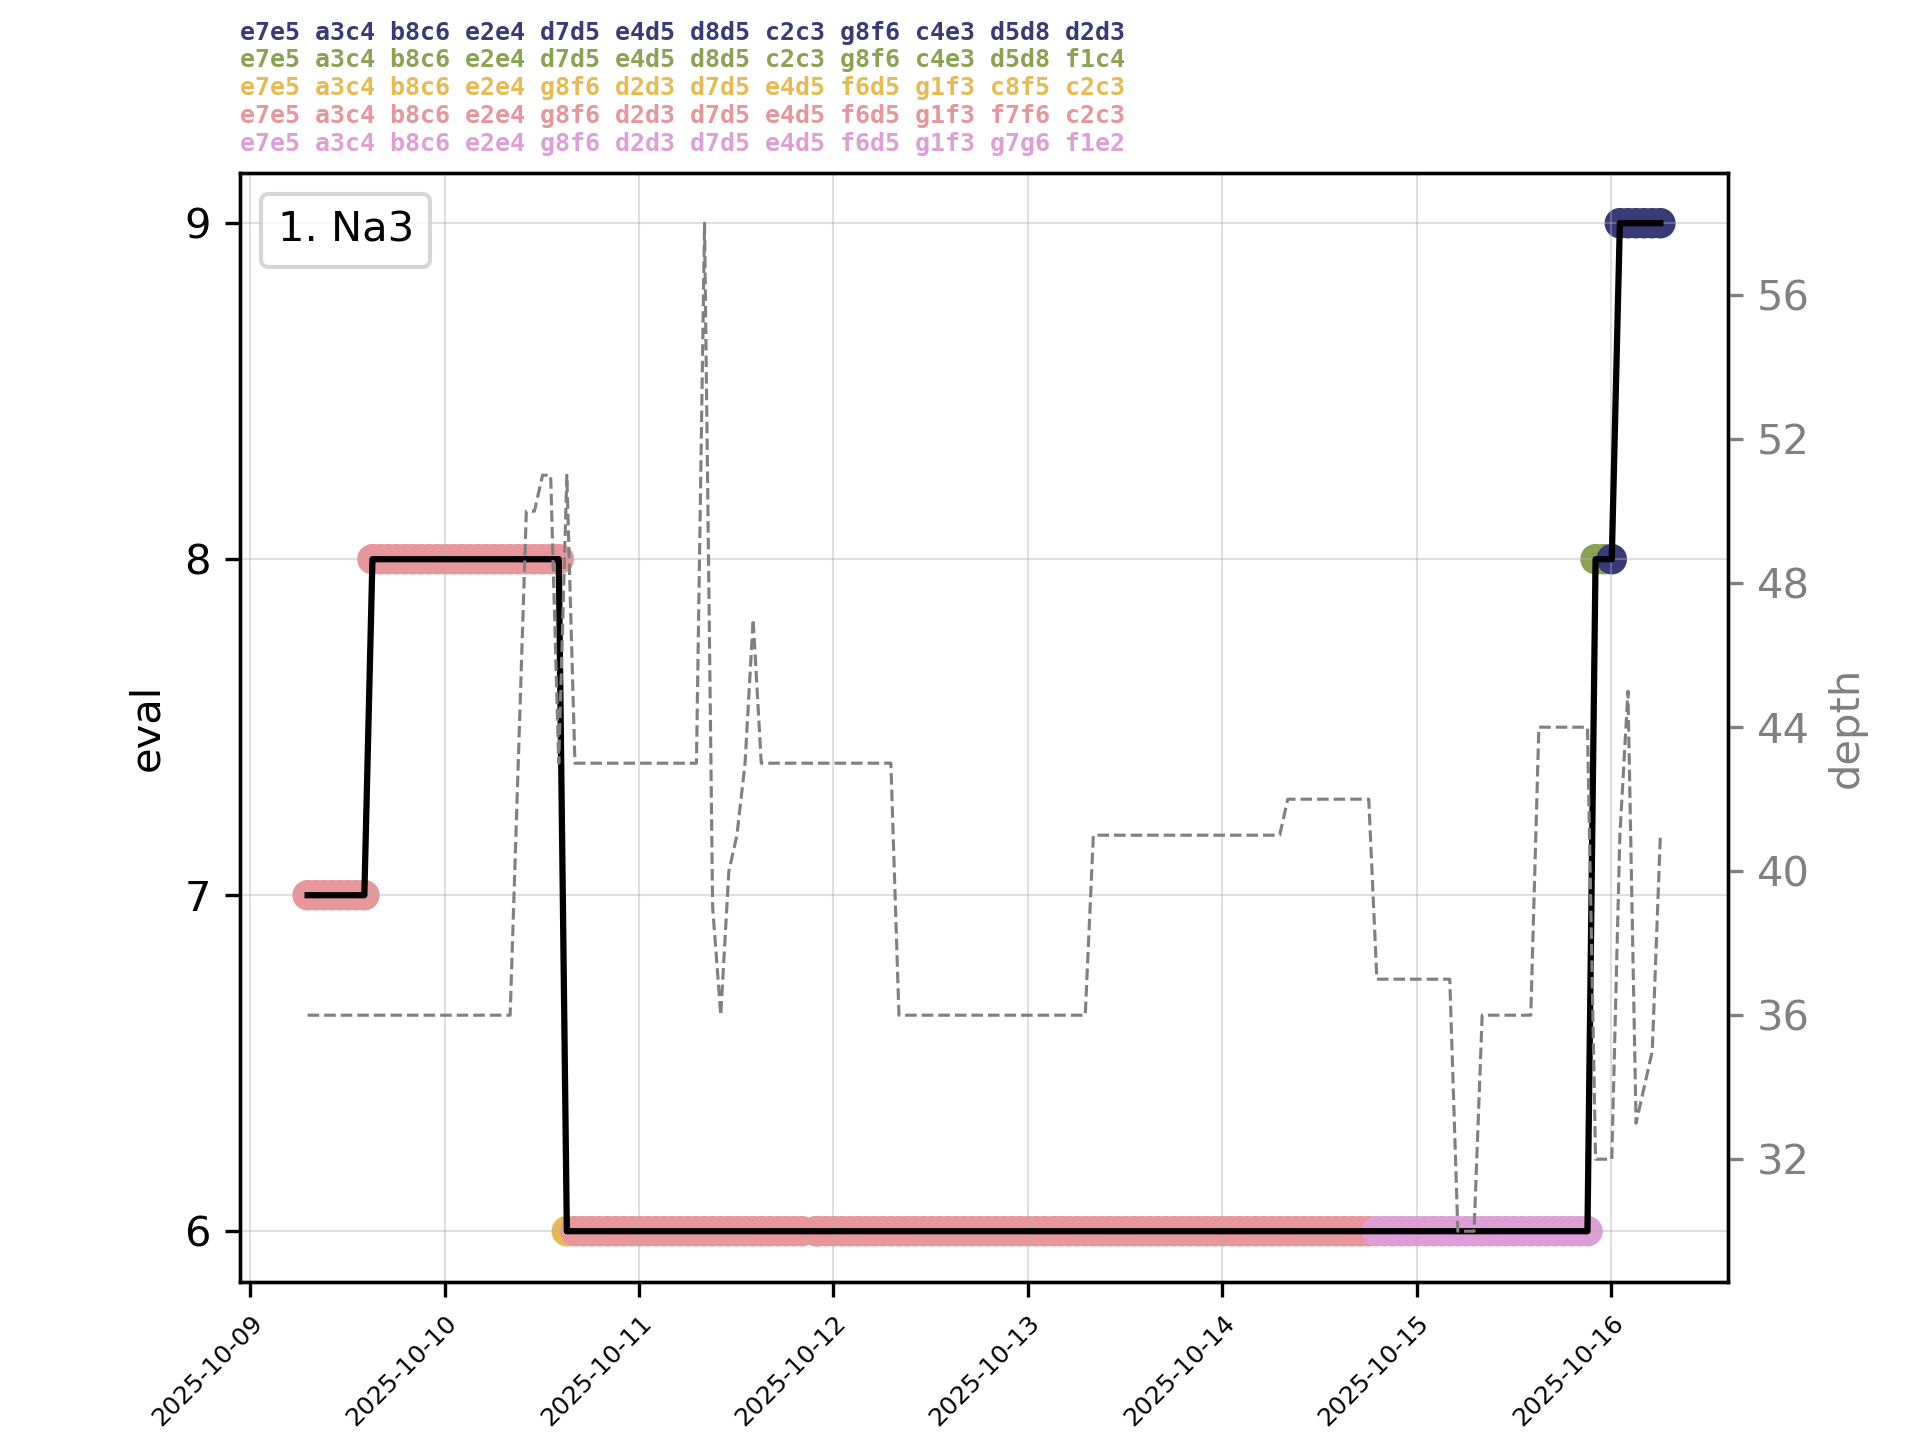 e7e5 a3c4 b8c6 e2e4 d7d5 e4d5 d8d5 c2c3 g8f6 c4e3 d5d8 d2d3
e7e5 a3c4 b8c6 e2e4 d7d5 e4d5 d8d5 c2c3 g8f6 c4e3 d5d8 f1c4
e7e5 a3c4 b8c6 e2e4 g8f6 d2d3 d7d5 e4d5 f6d5 g1f3 c8f5 c2c3
e7e5 a3c4 b8c6 e2e4 g8f6 d2d3 d7d5 e4d5 f6d5 g1f3 f7f6 c2c3
e7e5 a3c4 b8c6 e2e4 g8f6 d2d3 d7d5 e4d5 f6d5 g1f3 g7g6 f1e2
1. Na3
9
8
7
6
eval
56
52
48
44
40
36
32
depth
2025-10-09
2025-10-10
2025-10-11
2025-10-12
2025-10-13
2025-10-14
2025-10-15
2025-10-16